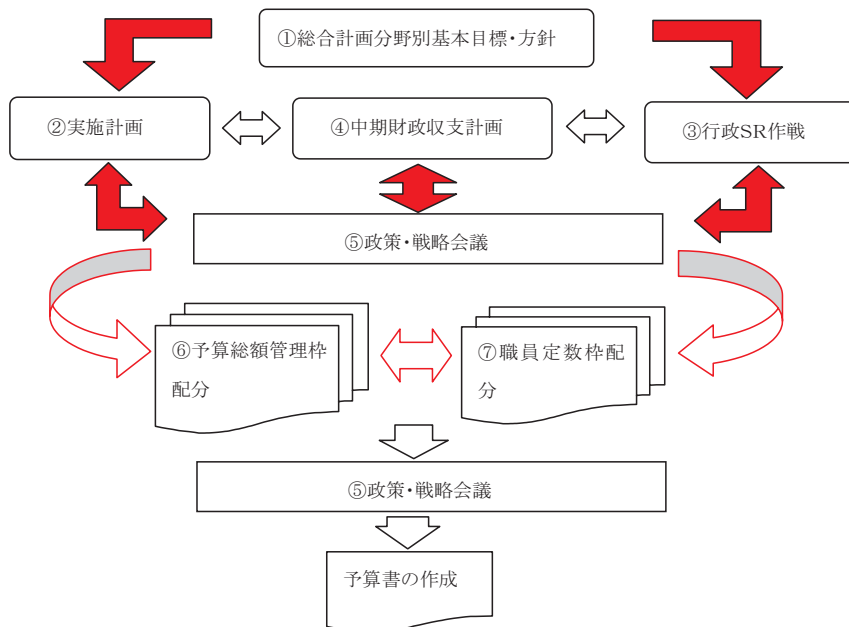 ①総合計画分野別基本目標・方針
②実施計画
④中期財政収支計画
③行政SR作戦
⑤政策・戦略会議
⑥予算総額管理枠
配分
⑦職員定数枠配
分
⑤政策・戦略会議
予算書の作成